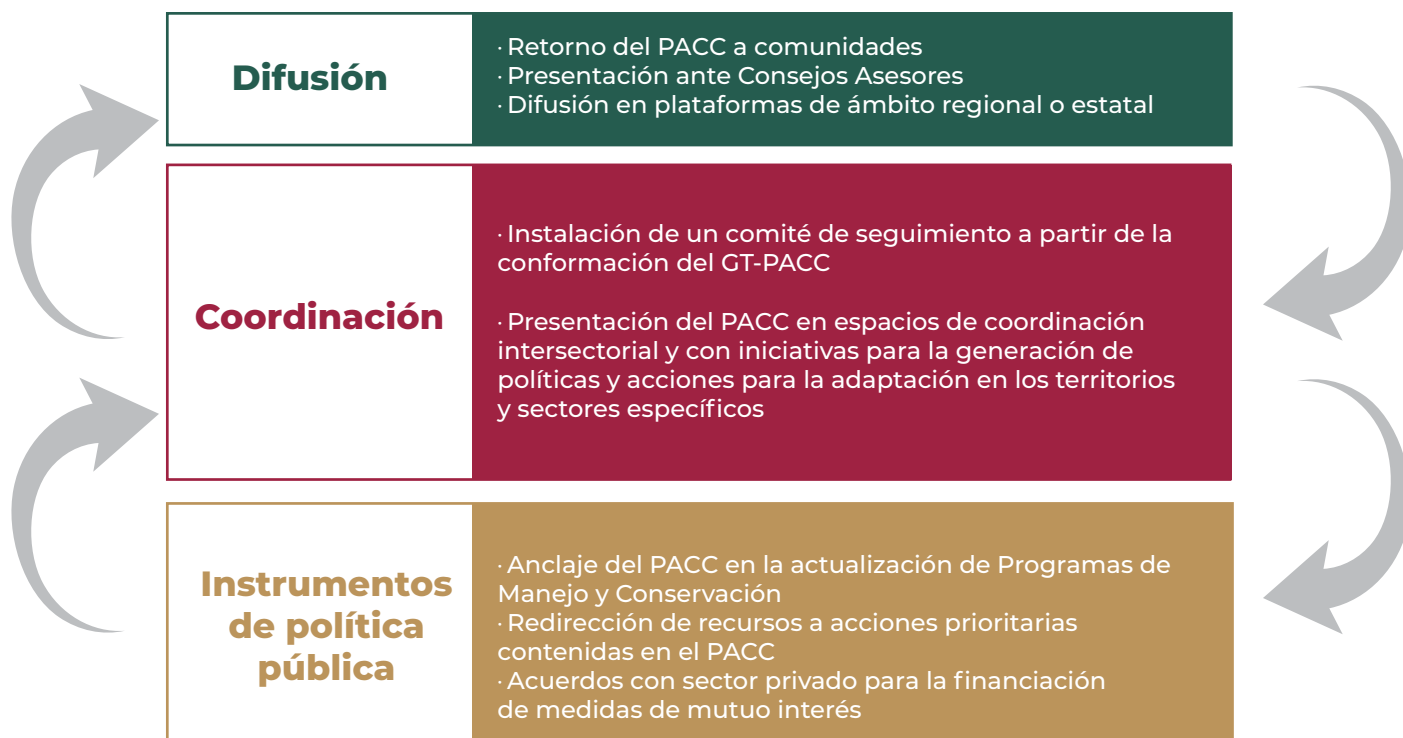 Difusión
· Retorno del PACC a comunidades
· Presentación ante Consejos Asesores
· Difusión en plataformas de ámbito regional o estatal
Coordinación
· Instalación de un comité de seguimiento a partir de la
conformación del GT-PACC
· Presentación del PACC en espacios de coordinación
intersectorial y con iniciativas para la generación de
políticas y acciones para la adaptación en los territorios
y sectores específicos
Instrumentos
de política
pública
· Anclaje del PACC en la actualización de Programas de
Manejo y Conservación
· Redirección de recursos a acciones prioritarias
contenidas en el PACC
· Acuerdos con sector privado para la financiación
de medidas de mutuo interés